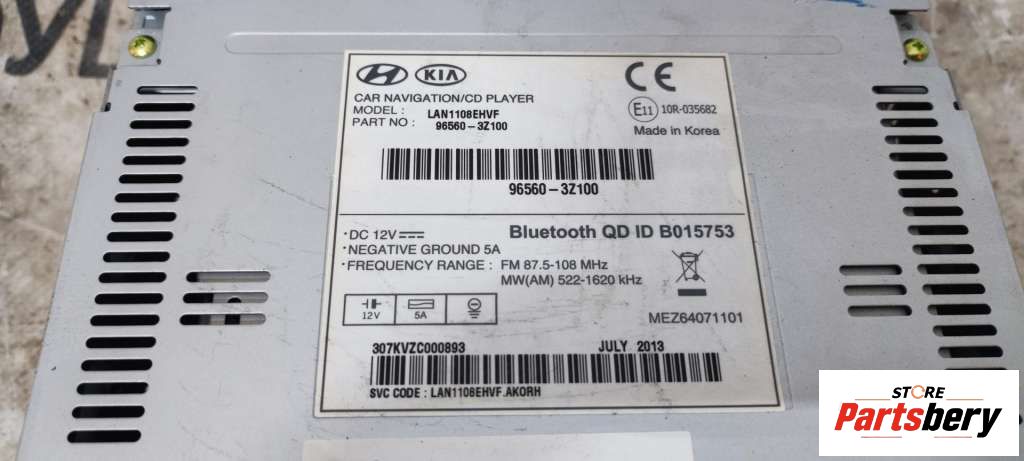 HYUNDAI KIA
CAR NAVIGATION/CD PLAYER
MODEL : LAN1108EHVF
PART NO : 96560-3Z100
CE
E11 10R-035682
Made in Korea
96560-3Z100
·DC 12V
·NEGATIVE GROUND 5A
·FREQUENCY RANGE : FM 87.5-108 MHz
MW(AM) 522-1620 kHz
Bluetooth QD ID B015753
12V 5A
MEZ64071101
307KVZC000893 JULY 2013
SVC CODE : LAN1108EHVF.AKORH
STORE
Partsbery